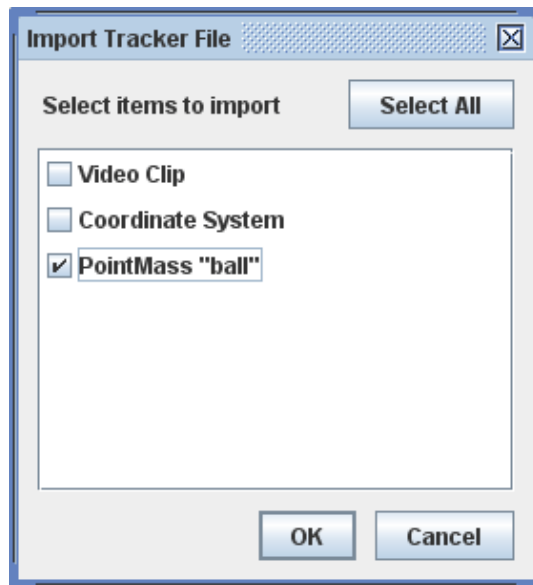 Import Tracker File
Select items to import Select All
Video Clip
Coordinate System
PointMass "ball"
OK Cancel